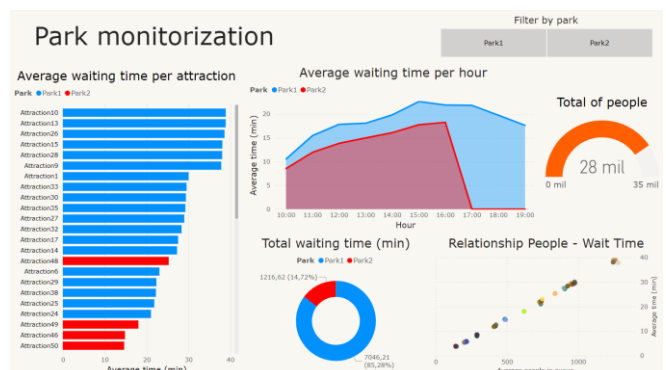 Park monitorization
Filter by park
Park1
Park2
Average waiting time per attraction
Park Park1 Park2
Attraction10
Attraction13
Attraction26
Attraction15
Attraction28
Attraction9
Attraction1
Attraction33
Attraction30
Attraction35
Attraction27
Attraction32
Attraction17
Attraction14
Attraction48
Attraction6
Attraction29
Attraction38
Attraction25
Attraction24
Attraction49
Attraction46
Attraction50
0 10 20 30 40
Average time (min)
Average waiting time per hour
Park Park1 Park2
Average time (min)
20
15
10
5
0
10:00 11:00 12:00 13:00 14:00 15:00 16:00 17:00 18:00 19:00
Hour
Total of people
28 mil
0 mil 35 mil
Total waiting time (min)
Park Park1 Park2
1216,62 (14,72%)
7046,21
(85,28%)
Relationship People - Wait Time
40
30
20
10
0
Average time (min)
0 500 1000
Average people in queue